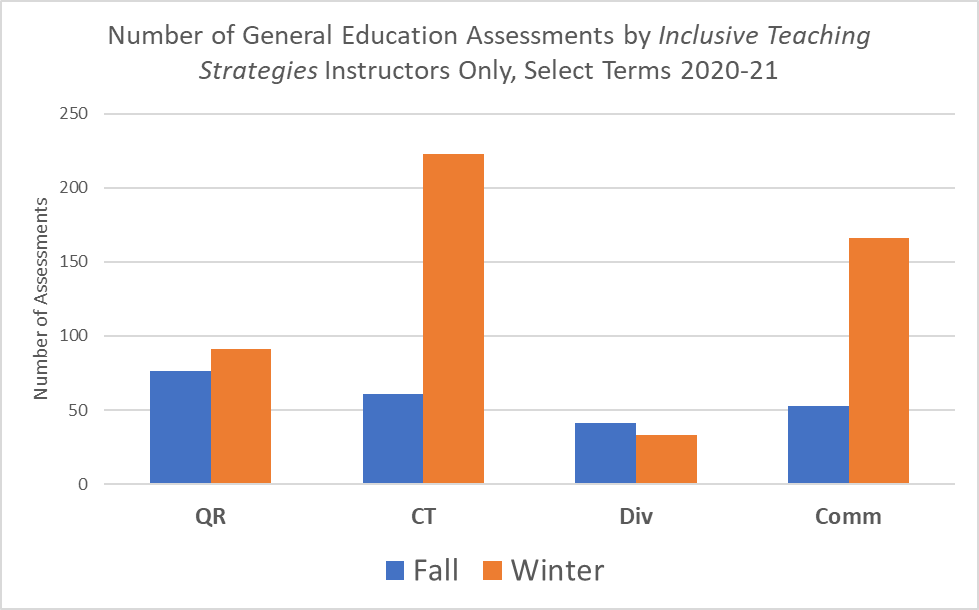 Number of General Education Assessments by Inclusive Teaching
Strategies Instructors Only, Select Terms 2020-21
250
200
150
100
50
0
Number of Assessments
QR
CT
Div
Comm
Fall
Winter